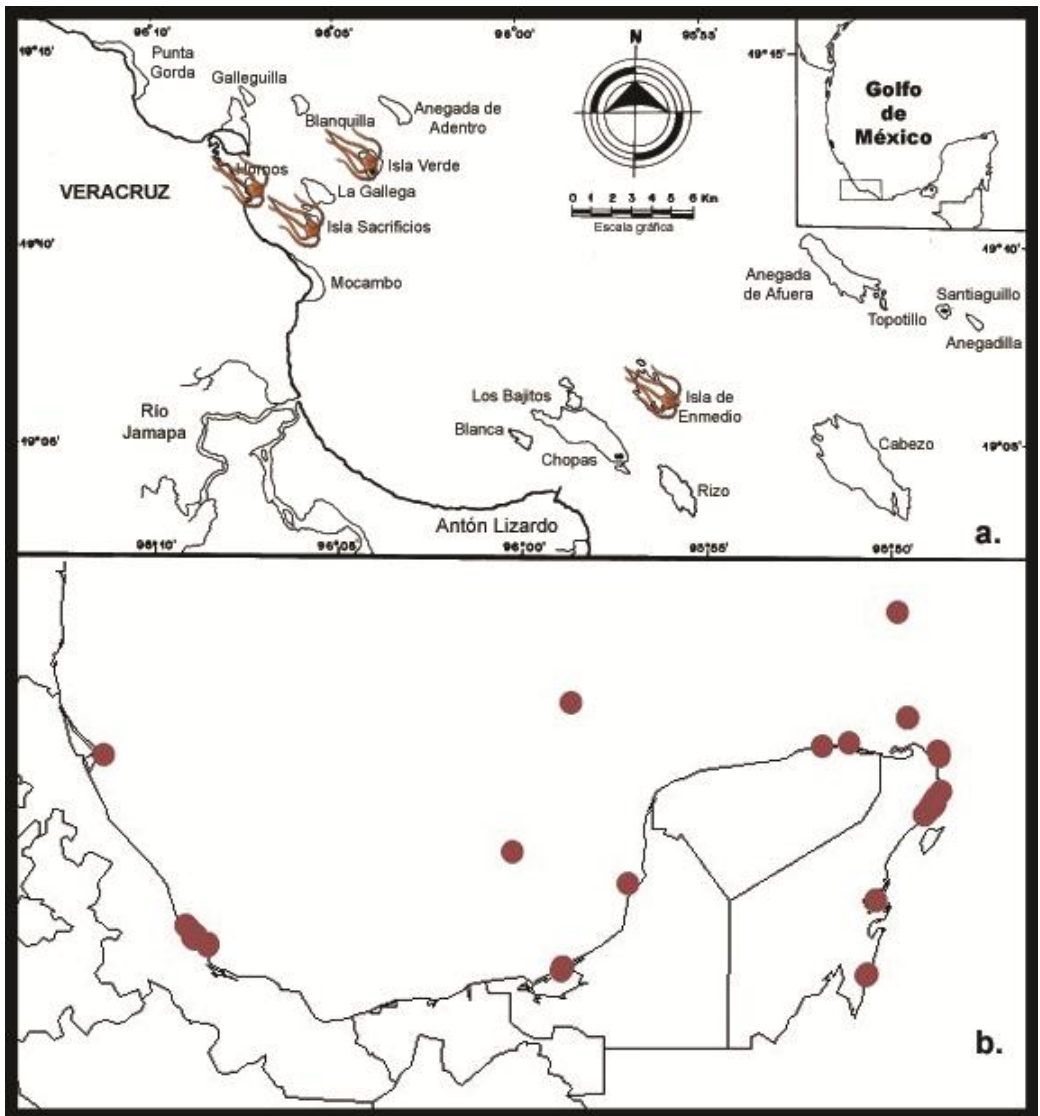 96°10'
96°05'
96°00'
95°55'
19°15'
19°15'
Punta
Gorda
Galleguilla
Blanquilla
Anegada de
Adentro
N
Golfo
de
México
Hornos
Isla Verde
VERACRUZ
La Gallega
0 1 2 3 4 5 6 Km
Escala gráfica
Isla Sacrificios
19°10'
19°10'
Mocambo
Anegada
de Afuera
Topotillo
Santiaguillo
Anegadilla
Los Bajitos
Isla de
Enmedio
Río
Jamapa
Blanca
Chopas
Cabezo
19°05'
19°05'
Rizo
Antón Lizardo
a.
96°10'
96°05'
96°00'
95°55'
95°50'
b.